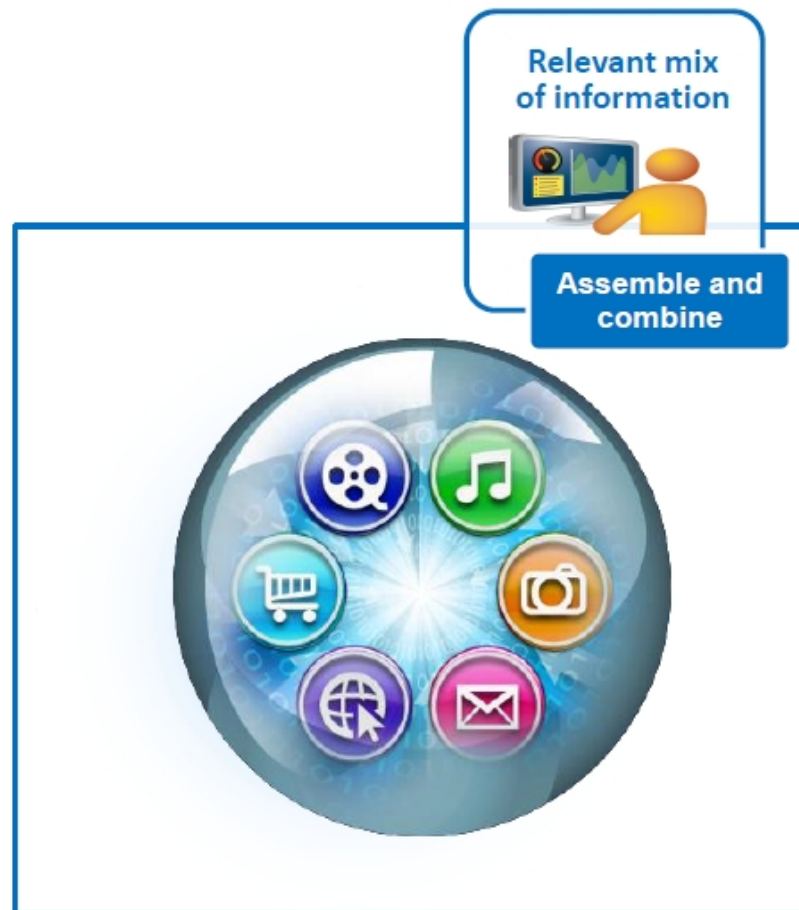 Relevant mix
of information
Assemble and
combine